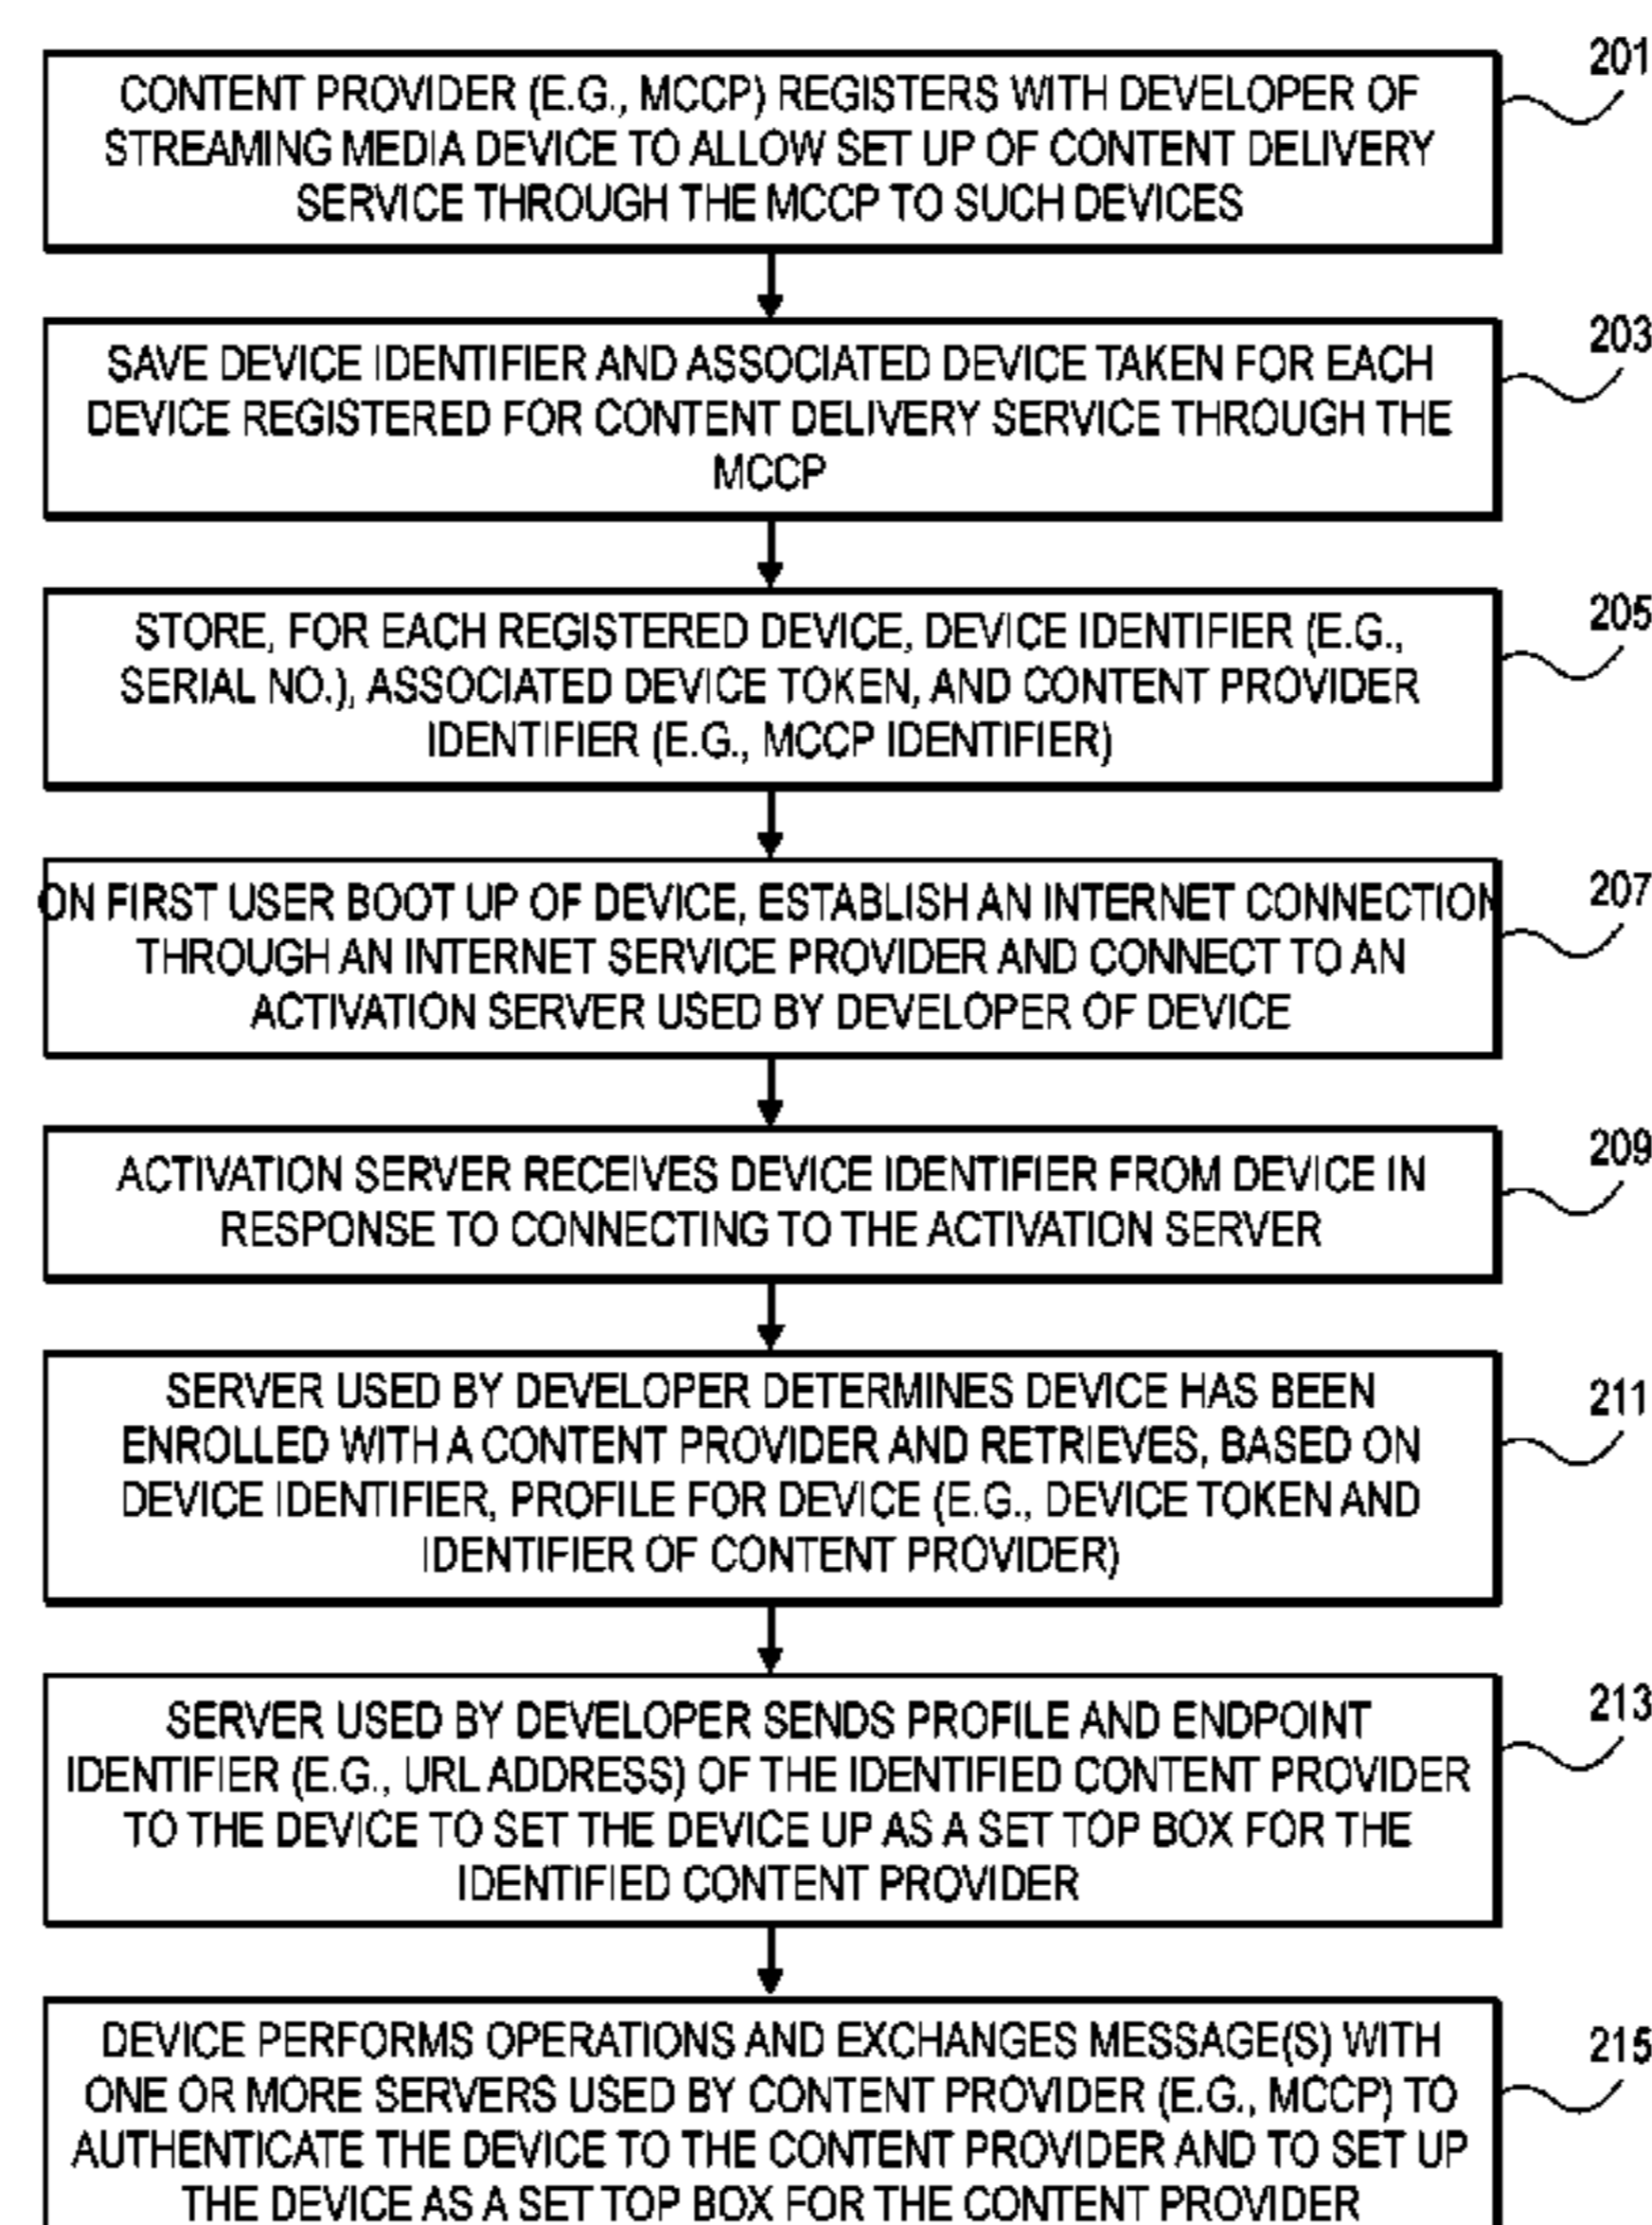 201
CONTENT PROVIDER (E.G., MCCP) REGISTERS WITH DEVELOPER OF
STREAMING MEDIA DEVICE TO ALLOW SET UP OF CONTENT DELIVERY
SERVICE THROUGH THE MCCP TO SUCH DEVICES
203
SAVE DEVICE IDENTIFIER AND ASSOCIATED DEVICE TAKEN FOR EACH
DEVICE REGISTERED FOR CONTENT DELIVERY SERVICE THROUGH THE
MCCP
205
STORE, FOR EACH REGISTERED DEVICE, DEVICE IDENTIFIER (E.G.,
SERIAL NO.), ASSOCIATED DEVICE TOKEN, AND CONTENT PROVIDER
IDENTIFIER (E.G., MCCP IDENTIFIER)
207
ON FIRST USER BOOT UP OF DEVICE, ESTABLISH AN INTERNET CONNECTION
THROUGH AN INTERNET SERVICE PROVIDER AND CONNECT TO AN
ACTIVATION SERVER USED BY DEVELOPER OF DEVICE
209
ACTIVATION SERVER RECEIVES DEVICE IDENTIFIER FROM DEVICE IN
RESPONSE TO CONNECTING TO THE ACTIVATION SERVER
211
SERVER USED BY DEVELOPER DETERMINES DEVICE HAS BEEN
ENROLLED WITH A CONTENT PROVIDER AND RETRIEVES, BASED ON
DEVICE IDENTIFIER, PROFILE FOR DEVICE (E.G., DEVICE TOKEN AND
IDENTIFIER OF CONTENT PROVIDER)
213
SERVER USED BY DEVELOPER SENDS PROFILE AND ENDPOINT
IDENTIFIER (E.G., URL ADDRESS) OF THE IDENTIFIED CONTENT PROVIDER
TO THE DEVICE TO SET THE DEVICE UP AS A SET TOP BOX FOR THE
IDENTIFIED CONTENT PROVIDER
215
DEVICE PERFORMS OPERATIONS AND EXCHANGES MESSAGE(S) WITH
ONE OR MORE SERVERS USED BY CONTENT PROVIDER (E.G., MCCP) TO
AUTHENTICATE THE DEVICE TO THE CONTENT PROVIDER AND TO SET UP
THE DEVICE AS A SET TOP BOX FOR THE CONTENT PROVIDER